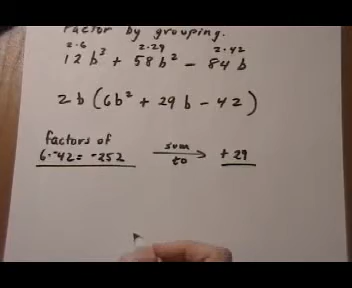 Factor by grouping.
2·6 2·29 2·42
12b³ + 58b² - 84b
2b(6b² + 29b - 42)
factors of sum
6·-42 = -252 to + 29